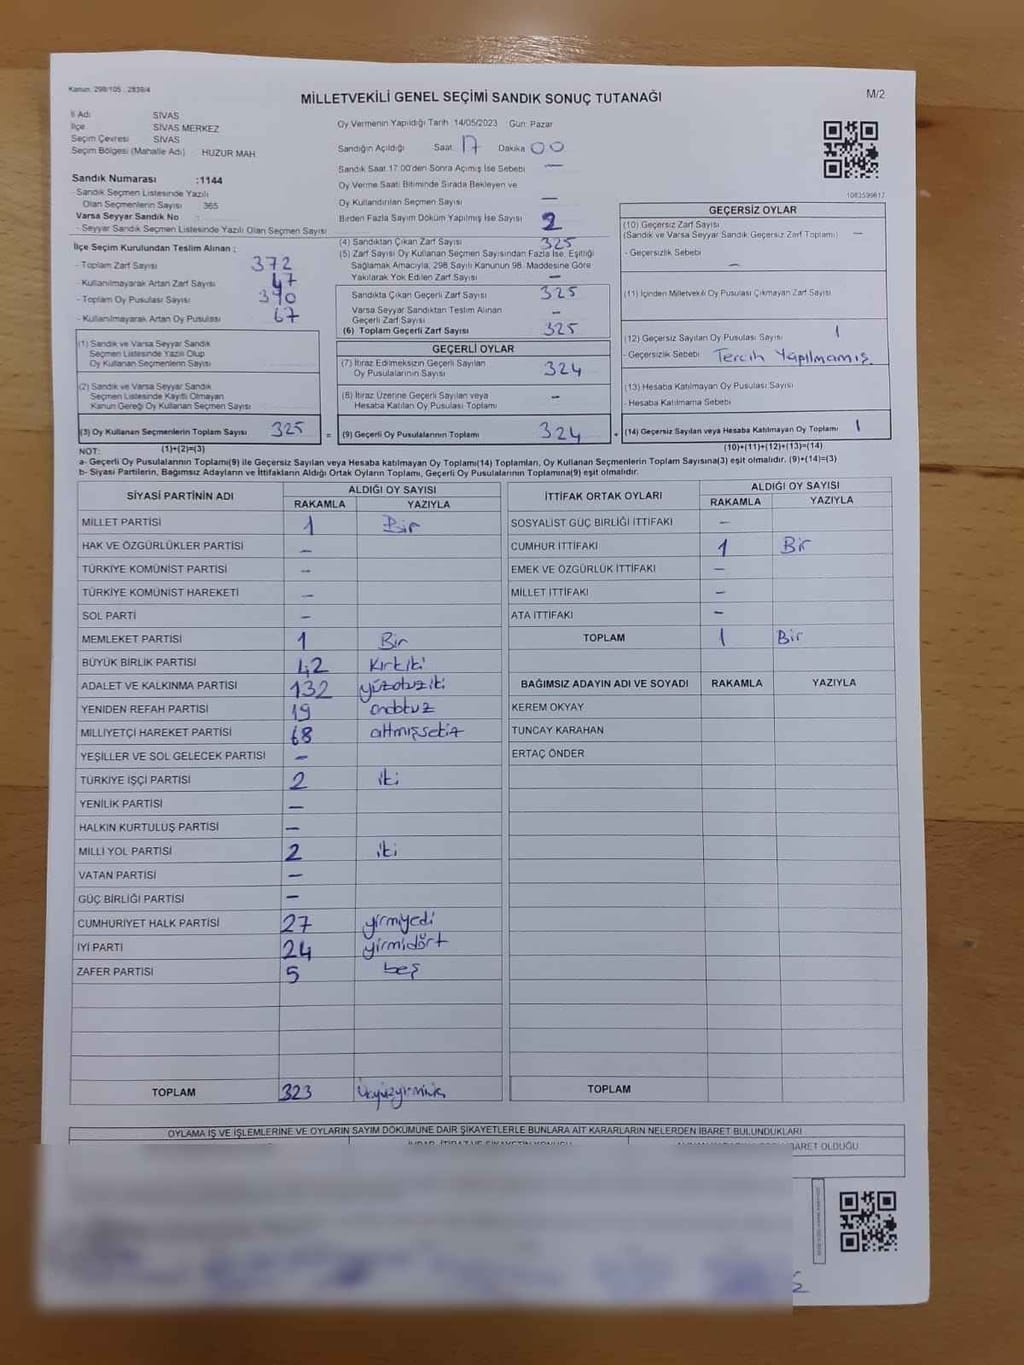 Kanun: 298/105 ; 2839/4
MİLLETVEKİLİ GENEL SEÇİMİ SANDIK SONUÇ TUTANAĞI
M/2
İl Adı SİVAS
İlçe SİVAS MERKEZ
Seçim Çevresi SİVAS
Seçim Bölgesi (Mahalle Adı) HUZUR MAH
Sandık Numarası :1144
- Sandık Seçmen Listesinde Yazılı
Olan Seçmenlerin Sayısı 365
Varsa Seyyar Sandık No :
- Seyyar Sandık Seçmen Listesinde Yazılı Olan Seçmen Sayısı
İlçe Seçim Kurulundan Teslim Alınan ;
- Toplam Zarf Sayısı 372
- Kullanılmayarak Artan Zarf Sayısı 47
- Toplam Oy Pusulası Sayısı 390
- Kullanılmayarak Artan Oy Pusulası 67
(1) Sandık ve Varsa Seyyar Sandık
Seçmen Listesinde Yazılı Olup
Oy Kullanan Seçmenlerin Sayısı
(2) Sandık ve Varsa Seyyar Sandık
Seçmen Listesinde Kayıtlı Olmayan
Kanun Gereği Oy Kullanan Seçmen Sayısı
(3) Oy Kullanan Seçmenlerin Toplam Sayısı 325
Oy Vermenin Yapıldığı Tarih 14/05/2023 Gün: Pazar
Sandığın Açıldığı Saat 17 Dakika 00
Sandık Saat 17:00'den Sonra Açılmış İse Sebebi —
Oy Verme Saati Bitiminde Sırada Bekleyen ve
Oy Kullandırılan Seçmen Sayısı —
Birden Fazla Sayım Döküm Yapılmış İse Sayısı 2
(4) Sandıktan Çıkan Zarf Sayısı 325
(5) Zarf Sayısı Oy Kullanan Seçmen Sayısından Fazla İse, Eşitliği
Sağlamak Amacıyla, 298 Sayılı Kanunun 98. Maddesine Göre
Yakılarak Yok Edilen Zarf Sayısı —
Sandıkta Çıkan Geçerli Zarf Sayısı 325
Varsa Seyyar Sandıktan Teslim Alınan
Geçerli Zarf Sayısı —
(6) Toplam Geçerli Zarf Sayısı 325
GEÇERLİ OYLAR
(7) İtiraz Edilmeksizin Geçerli Sayılan
Oy Pusulalarının Sayısı 324
(8) İtiraz Üzerine Geçerli Sayılan veya
Hesaba Katılan Oy Pusulası Toplamı -
= (9) Geçerli Oy Pusulalarının Toplamı 324
1083599817
GEÇERSİZ OYLAR
(10) Geçersiz Zarf Sayısı
(Sandık ve Varsa Seyyar Sandık Geçersiz Zarf Toplamı) —
- Geçersizlik Sebebi
—
(11) İçinden Milletvekili Oy Pusulası Çıkmayan Zarf Sayısı
(12) Geçersiz Sayılan Oy Pusulası Sayısı 1
- Geçersizlik Sebebi Tercih Yapılmamış
(13) Hesaba Katılmayan Oy Pusulası Sayısı
- Hesaba Katılmama Sebebi
+ (14) Geçersiz Sayılan veya Hesaba Katılmayan Oy Toplamı 1
NOT: (1)+(2)=(3) (10)+(11)+(12)+(13)=(14)
a- Geçerli Oy Pusulalarının Toplamı(9) ile Geçersiz Sayılan veya Hesaba katılmayan Oy Toplamı(14) Toplamları, Oy Kullanan Seçmenlerin Toplam Sayısına(3) eşit olmalıdır. (9)+(14)=(3)
b- Siyasi Partilerin, Bağımsız Adayların ve İttifakların Aldığı Ortak Oyların Toplamı, Geçerli Oy Pusulalarının Toplamına(9) eşit olmalıdır.
SİYASİ PARTİNİN ADI ALDIĞI OY SAYISI
RAKAMLA YAZIYLA
MİLLET PARTİSİ 1 Bir
HAK VE ÖZGÜRLÜKLER PARTİSİ —
TÜRKİYE KOMÜNİST PARTİSİ —
TÜRKİYE KOMÜNİST HAREKETİ —
SOL PARTİ —
MEMLEKET PARTİSİ 1 Bir
BÜYÜK BİRLİK PARTİSİ 42 kırkiki
ADALET VE KALKINMA PARTİSİ 132 yüzotuziki
YENİDEN REFAH PARTİSİ 19
MİLLİYETÇİ HAREKET PARTİSİ 68 altmışsekiz
YEŞİLLER VE SOL GELECEK PARTİSİ —
TÜRKİYE İŞÇİ PARTİSİ 2 iki
YENİLİK PARTİSİ —
HALKIN KURTULUŞ PARTİSİ —
MİLLİ YOL PARTİSİ 2 iki
VATAN PARTİSİ —
GÜÇ BİRLİĞİ PARTİSİ —
CUMHURİYET HALK PARTİSİ 27 yirmiyedi
İYİ PARTİ 24 yirmidört
ZAFER PARTİSİ 5 beş
TOPLAM 323
İTTİFAK ORTAK OYLARI ALDIĞI OY SAYISI
RAKAMLA YAZIYLA
SOSYALİST GÜÇ BİRLİĞİ İTTİFAKI —
CUMHUR İTTİFAKI 1 Bir
EMEK VE ÖZGÜRLÜK İTTİFAKI —
MİLLET İTTİFAKI —
ATA İTTİFAKI —
TOPLAM 1 Bir
BAĞIMSIZ ADAYIN ADI VE SOYADI RAKAMLA YAZIYLA
KEREM OKYAY
TUNCAY KARAHAN
ERTAÇ ÖNDER
TOPLAM
OYLAMA İŞ VE İŞLEMLERİNE VE OYLARIN SAYIM DÖKÜMÜNE DAİR ŞİKAYETLERLE BUNLARA AİT KARARLARIN NELERDEN İBARET BULUNDUKLARI